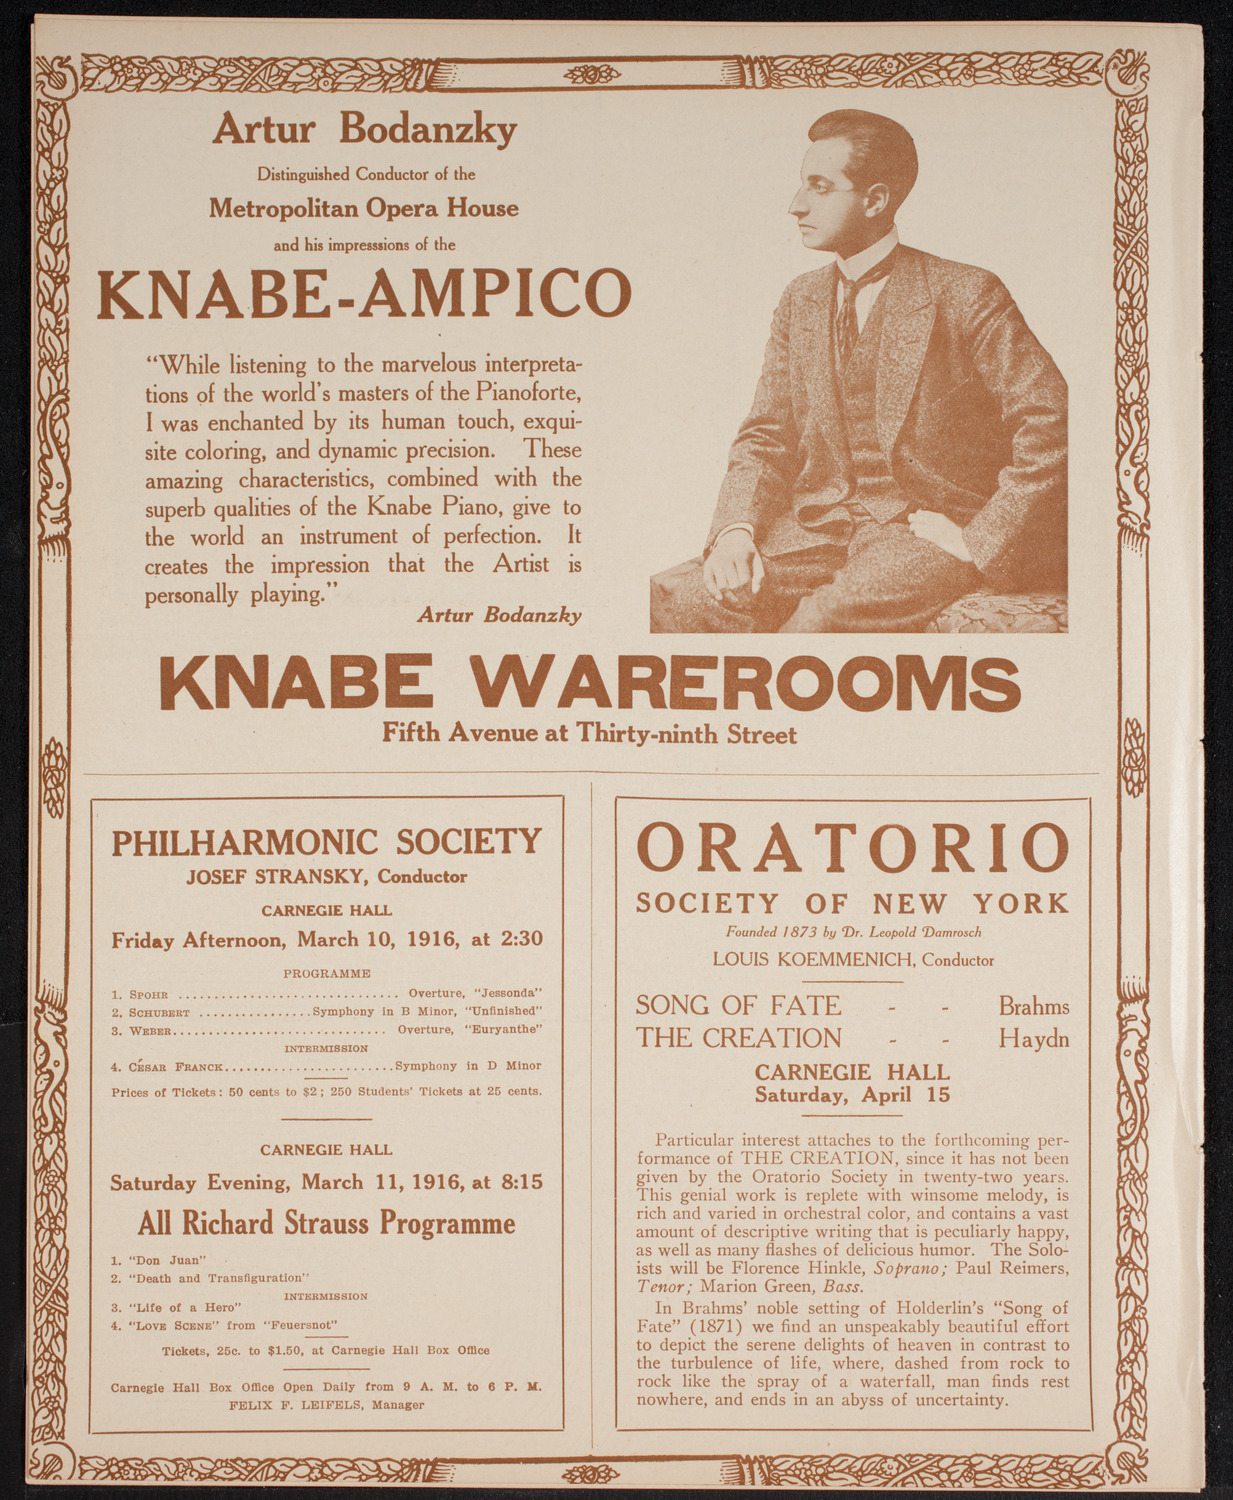 Artur Bodanzky
Distinguished Conductor of the
Metropolitan Opera House
and his impresssions of the
KNABE-AMPICO
“While listening to the marvelous interpreta-
tions of the world's masters of the Pianoforte,
I was enchanted by its human touch, exqui-
site coloring, and dynamic precision. These
amazing characteristics, combined with the
superb qualities of the Knabe Piano, give to
the world an instrument of perfection. It
creates the impression that the Artist is
personally playing.”
Artur Bodanzky
KNABE WAREROOMS
Fifth Avenue at Thirty-ninth Street
PHILHARMONIC SOCIETY
JOSEF STRANSKY, Conductor
CARNEGIE HALL
Friday Afternoon, March 10, 1916, at 2:30
PROGRAMME
1. SPOHR ................................ Overture, “Jessonda”
2. SCHUBERT ................Symphony in B Minor, “Unfinished”
3. WEBER............................... Overture, “Euryanthe”
INTERMISSION
4. CÉSAR FRANCK........................Symphony in D Minor
Prices of Tickets: 50 cents to $2; 250 Students' Tickets at 25 cents.
CARNEGIE HALL
Saturday Evening, March 11, 1916, at 8:15
All Richard Strauss Programme
1. “Don Juan”
2. “Death and Transfiguration”
INTERMISSION
3. “Life of a Hero”
4. “LOVE SCENE” from “Feuersnot”
Tickets, 25c. to $1.50, at Carnegie Hall Box Office
Carnegie Hall Box Office Open Daily from 9 A. M. to 6 P. M.
FELIX F. LEIFELS, Manager
ORATORIO
SOCIETY OF NEW YORK
Founded 1873 by Dr. Leopold Damrosch
LOUIS KOEMMENICH, Conductor
SONG OF FATE - - Brahms
THE CREATION - - Haydn
CARNEGIE HALL
Saturday, April 15
Particular interest attaches to the forthcoming per-
formance of THE CREATION, since it has not been
given by the Oratorio Society in twenty-two years.
This genial work is replete with winsome melody, is
rich and varied in orchestral color, and contains a vast
amount of descriptive writing that is peculiarly happy,
as well as many flashes of delicious humor. The Solo-
ists will be Florence Hinkle, Soprano; Paul Reimers,
Tenor; Marion Green, Bass.
In Brahms' noble setting of Holderlin's “Song of
Fate” (1871) we find an unspeakably beautiful effort
to depict the serene delights of heaven in contrast to
the turbulence of life, where, dashed from rock to
rock like the spray of a waterfall, man finds rest
nowhere, and ends in an abyss of uncertainty.